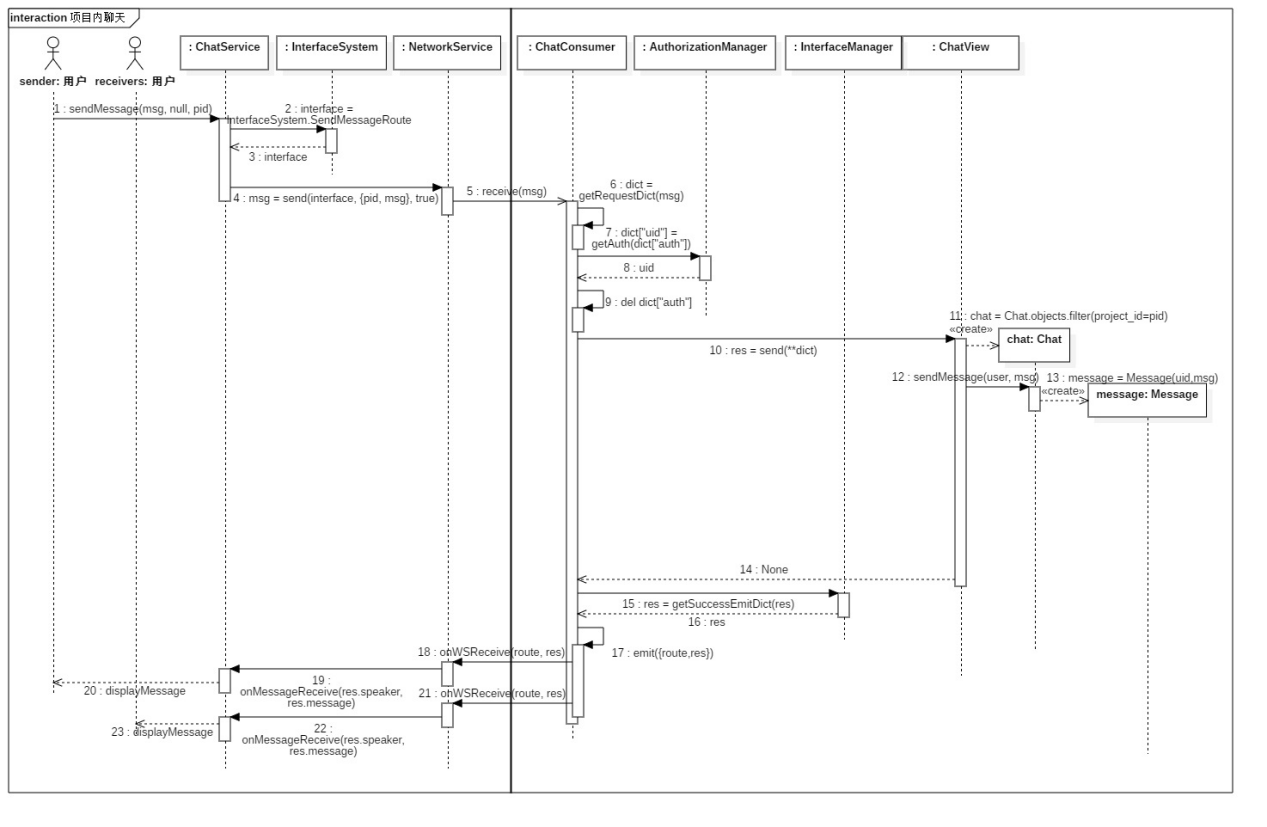 interaction 项目内聊天
: ChatService
: InterfaceSystem
: NetworkService
: ChatConsumer
: AuthorizationManager
: InterfaceManager
: ChatView
sender: 用户
receivers: 用户
1 : sendMessage(msg, null, pid)
2 : interface =
InterfaceSystem.SendMessageRoute
3 : interface
4 : msg = send(interface, {pid, msg}, true)
5 : receive(msg)
6 : dict =
getRequestDict(msg)
7 : dict["uid"] =
getAuth(dict["auth"])
8 : uid
9 : del dict["auth"]
10 : res = send(**dict)
11 : chat = Chat.objects.filter(project_id=pid)
«create»
chat: Chat
12 : sendMessage(user, msg)
13 : message = Message(uid,msg)
«create»
message: Message
14 : None
15 : res = getSuccessEmitDict(res)
16 : res
17 : emit({route,res})
18 : onWSReceive(route, res)
19 :
onMessageReceive(res.speaker,
res.message)
20 : displayMessage
21 : onWSReceive(route, res)
22 :
onMessageReceive(res.speaker,
res.message)
23 : displayMessage